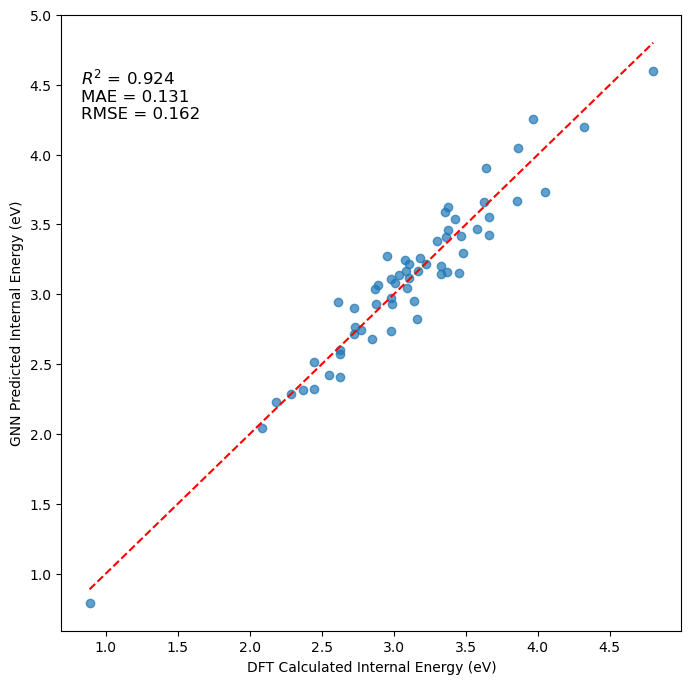 5.0
4.5
4.0
3.5
3.0
2.5
2.0
1.5
1.0
GNN Predicted Internal Energy (eV)
R² = 0.924
MAE = 0.131
RMSE = 0.162
1.0 1.5 2.0 2.5 3.0 3.5 4.0 4.5
DFT Calculated Internal Energy (eV)